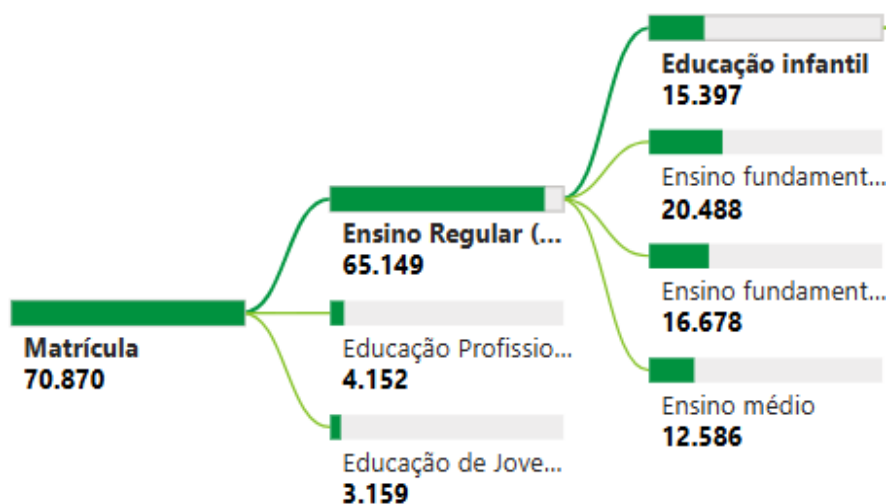 Matrícula
70.870
Ensino Regular (...
65.149
Educação Profissio...
4.152
Educação de Jove...
3.159
Educação infantil
15.397
Ensino fundament...
20.488
Ensino fundament...
16.678
Ensino médio
12.586